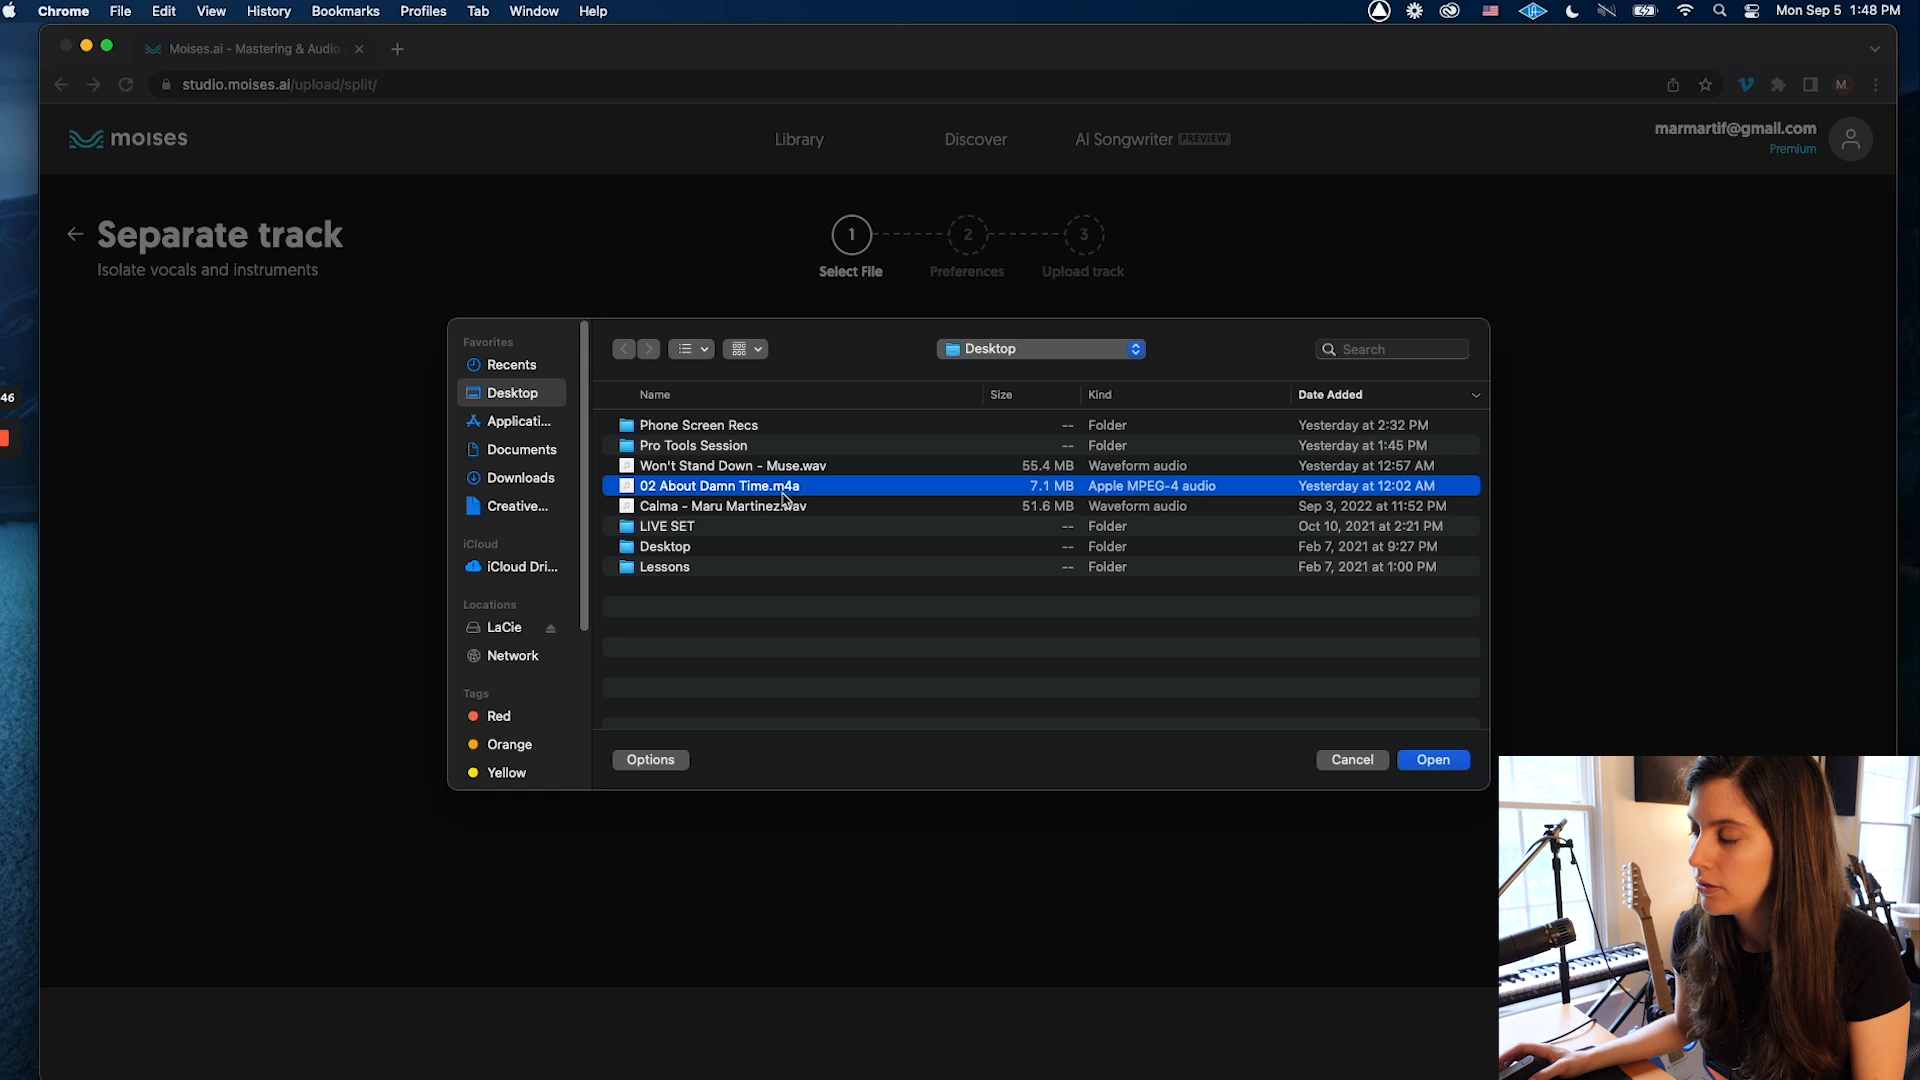 Chrome File Edit View History Bookmarks Profiles Tab Window Help Mon Sep 5 1:48 PM
Moises.ai - Mastering & Audio
studio.moises.ai/upload/split/
M.
moises Library Discover AI Songwriter PREVIEW marmartif@gmail.com
Premium
Separate track
Isolate vocals and instruments
1 2 3
Select File Preferences Upload track
46
Favorites
Recents
Desktop
Applicati...
Documents
Downloads
Creative...
iCloud
iCloud Dri...
Locations
LaCie
Network
Tags
Red
Orange
Yellow
Desktop Search
Name Size Kind Date Added
Phone Screen Recs -- Folder Yesterday at 2:32 PM
Pro Tools Session -- Folder Yesterday at 1:45 PM
Won't Stand Down - Muse.wav 55.4 MB Waveform audio Yesterday at 12:57 AM
02 About Damn Time.m4a 7.1 MB Apple MPEG-4 audio Yesterday at 12:02 AM
Calma - Maru Martinez.wav 51.6 MB Waveform audio Sep 3, 2022 at 11:52 PM
LIVE SET -- Folder Oct 10, 2021 at 2:21 PM
Desktop -- Folder Feb 7, 2021 at 9:27 PM
Lessons -- Folder Feb 7, 2021 at 1:00 PM
Options Cancel Open